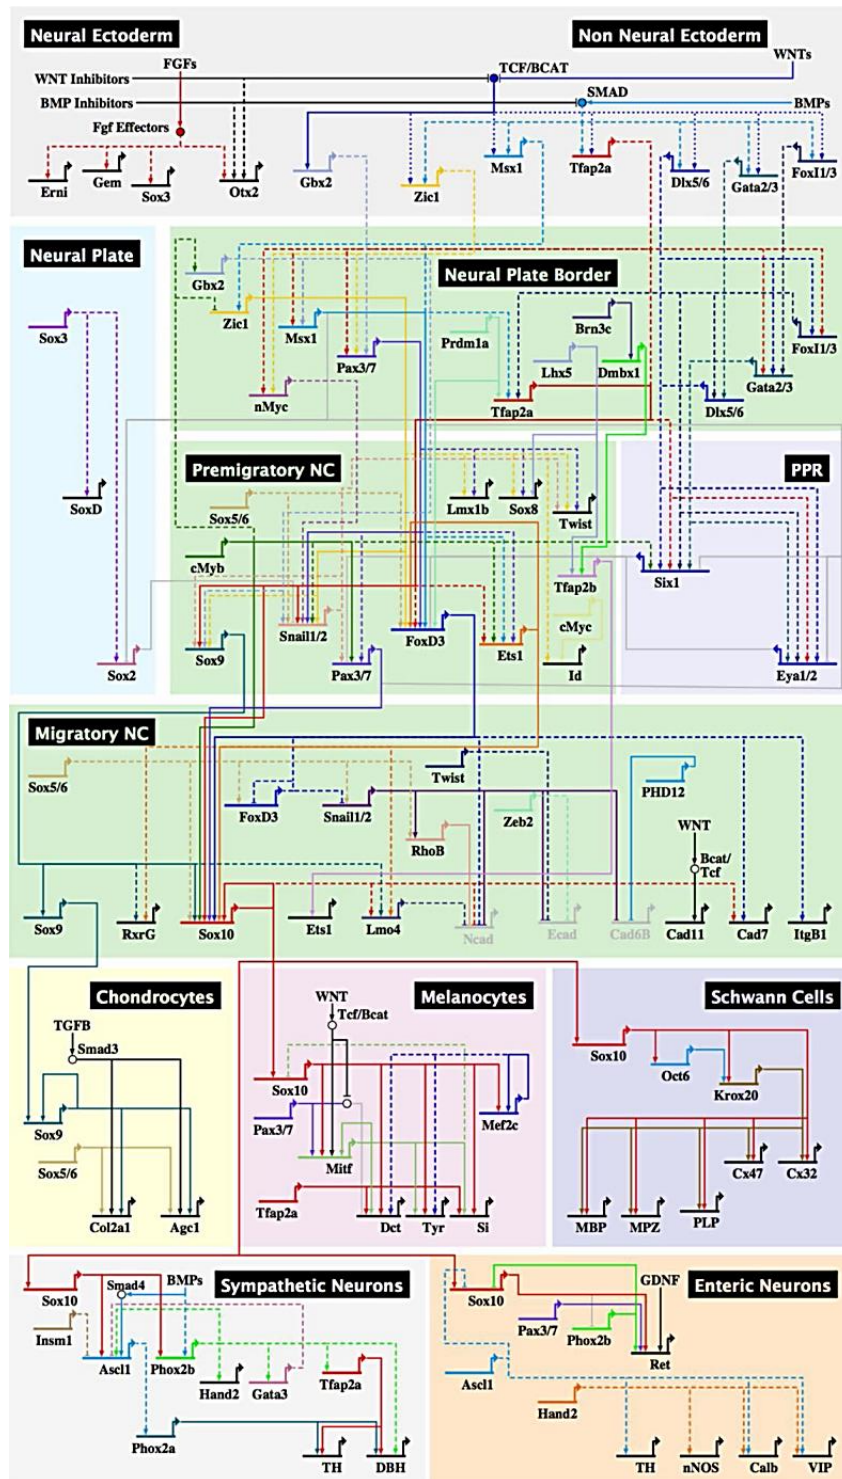 Neural Ectoderm
Non Neural Ectoderm
FGFs
TCF/BCAT
WNTs
WNT Inhibitors
SMAD
BMP Inhibitors
BMPs
Fgf Effectors
Erni
Gem
Sox3
Otx2
Gbx2
Zic1
Msx1
Tfap2a
Dlx5/6
Gata2/3
FoxI1/3
Neural Plate
Neural Plate Border
Gbx2
Sox3
Zic1
Msx1
Pax3/7
nMyc
Prdm1a
Brn3c
Lhx5
Dmbx1
Tfap2a
FoxI1/3
Gata2/3
Dlx5/6
Premigratory NC
PPR
SoxD
Sox5/6
Lmx1b
Sox8
Twist
cMyb
Tfap2b
Six1
cMyc
Snail1/2
FoxD3
Sox9
Ets1
Sox2
Pax3/7
Id
Eya1/2
Migratory NC
Sox5/6
Twist
PHD12
FoxD3
Snail1/2
Zeb2
WNT
RhoB
Bcat/
Tcf
Sox9
RxrG
Sox10
Ets1
Lmo4
Ncad
Ecad
Cad6B
Cad11
Cad7
ItgB1
Chondrocytes
Melanocytes
Schwann Cells
WNT
Tcf/Bcat
TGFB
Smad3
Sox10
Sox10
Oct6
Krox20
Sox9
Pax3/7
Mef2c
Sox5/6
Mitf
Cx47
Cx32
Tfap2a
Col2a1
Agc1
Dct
Tyr
Si
MBP
MPZ
PLP
Sympathetic Neurons
Enteric Neurons
Sox10
Smad4
BMPs
Sox10
GDNF
Insm1
Pax3/7
Phox2b
Ascl1
Phox2b
Ret
Hand2
Gata3
Tfap2a
Ascl1
Hand2
Phox2a
TH
DBH
TH
nNOS
Calb
VIP